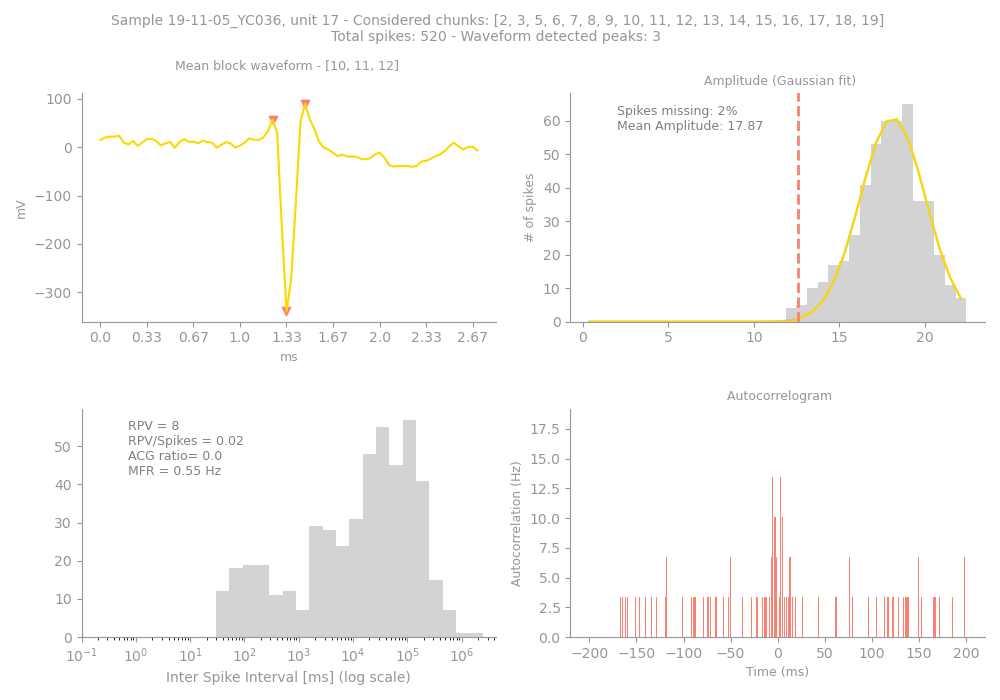 Sample 19-11-05_YC036, unit 17 - Considered chunks: [2, 3, 5, 6, 7, 8, 9, 10, 11, 12, 13, 14, 15, 16, 17, 18, 19]
Total spikes: 520 - Waveform detected peaks: 3
Mean block waveform - [10, 11, 12]
100
0
−100
−200
−300
mV
0.0 0.33 0.67 1.0 1.33 1.67 2.0 2.33 2.67
ms
Amplitude (Gaussian fit)
Spikes missing: 2%
Mean Amplitude: 17.87
60
50
40
30
20
10
0
# of spikes
0 5 10 15 20
RPV = 8
RPV/Spikes = 0.02
ACG ratio= 0.0
MFR = 0.55 Hz
50
40
30
20
10
0
10⁻¹ 10⁰ 10¹ 10² 10³ 10⁴ 10⁵ 10⁶
Inter Spike Interval [ms] (log scale)
Autocorrelogram
17.5
15.0
12.5
10.0
7.5
5.0
2.5
0.0
Autocorrelation (Hz)
−200 −150 −100 −50 0 50 100 150 200
Time (ms)